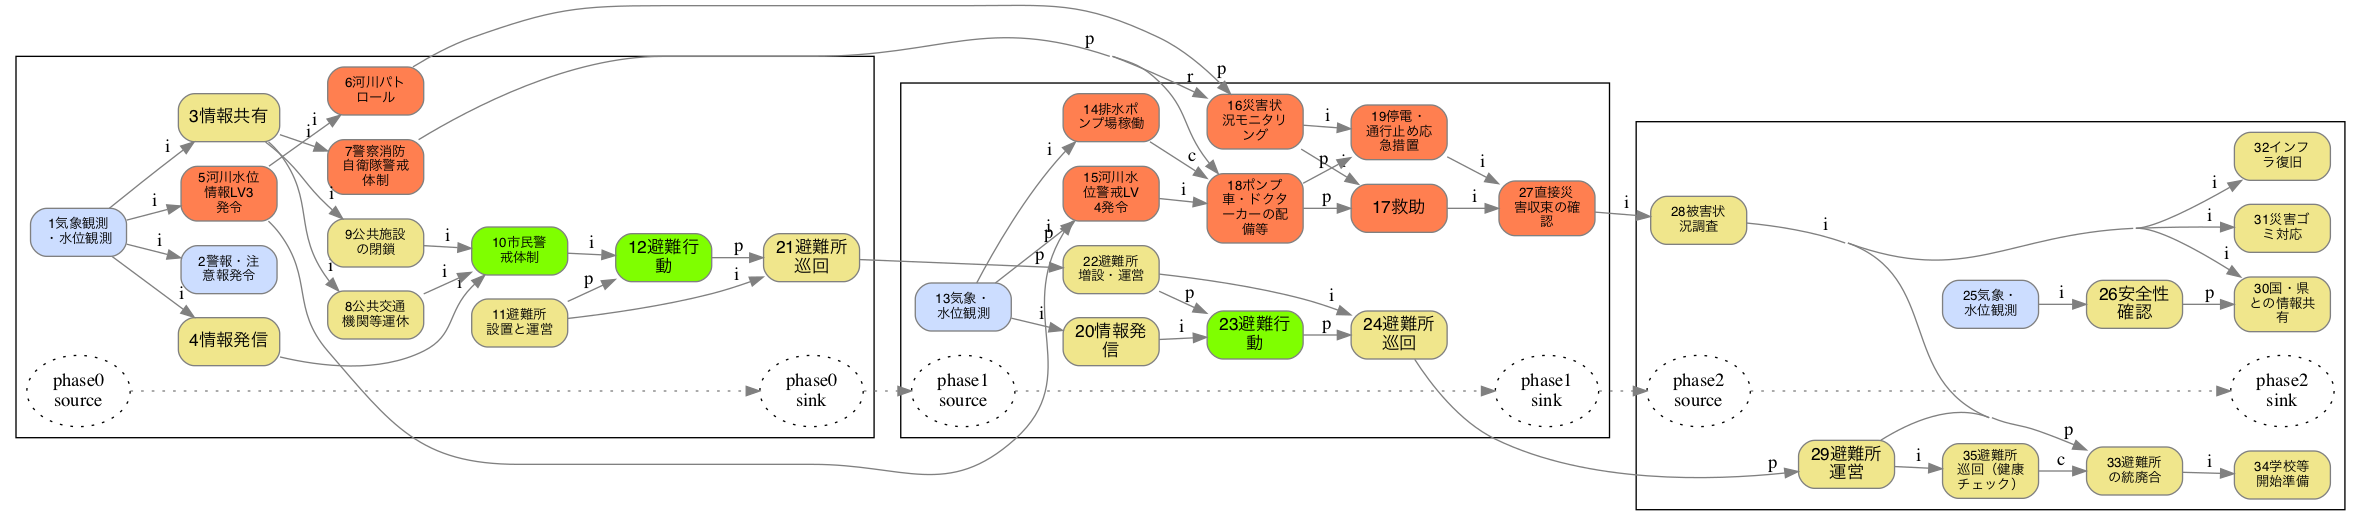 1気象観測
・水位観測
3情報共有
5河川水位
情報LV3
発令
2警報・注
意報発令
4情報発信
6河川パト
ロール
7警察消防
自衛隊警戒
体制
9公共施設
の閉鎖
8公共交通
機関等運休
10市民警
戒体制
11避難所
設置と運営
12避難行
動
21避難所
巡回
phase0
source
phase0
sink
i
i
i
i
i
i
i
i
i
i
i
i
p
p
i
i
p
r
p
13気象・
水位観測
14排水ポ
ンプ場稼働
15河川水
位警戒LV
4発令
22避難所
増設・運営
20情報発
信
16災害状
況モニタリ
ング
18ポンプ
車・ドクタ
ーカーの配
備等
23避難行
動
19停電・
通行止め応
急措置
17救助
24避難所
巡回
27直接災
害収束の確
認
phase1
source
phase1
sink
i
i
p
p
i
c
i
p
i
i
i
p
i
p
p
i
i
i
p
28被害状
況調査
32インフ
ラ復旧
31災害ゴ
ミ対応
25気象・
水位観測
26安全性
確認
30国・県
との情報共
有
phase2
source
phase2
sink
29避難所
運営
35避難所
巡回（健康
チェック）
33避難所
の統廃合
34学校等
開始準備
i
i
i
i
i
p
p
i
c
i